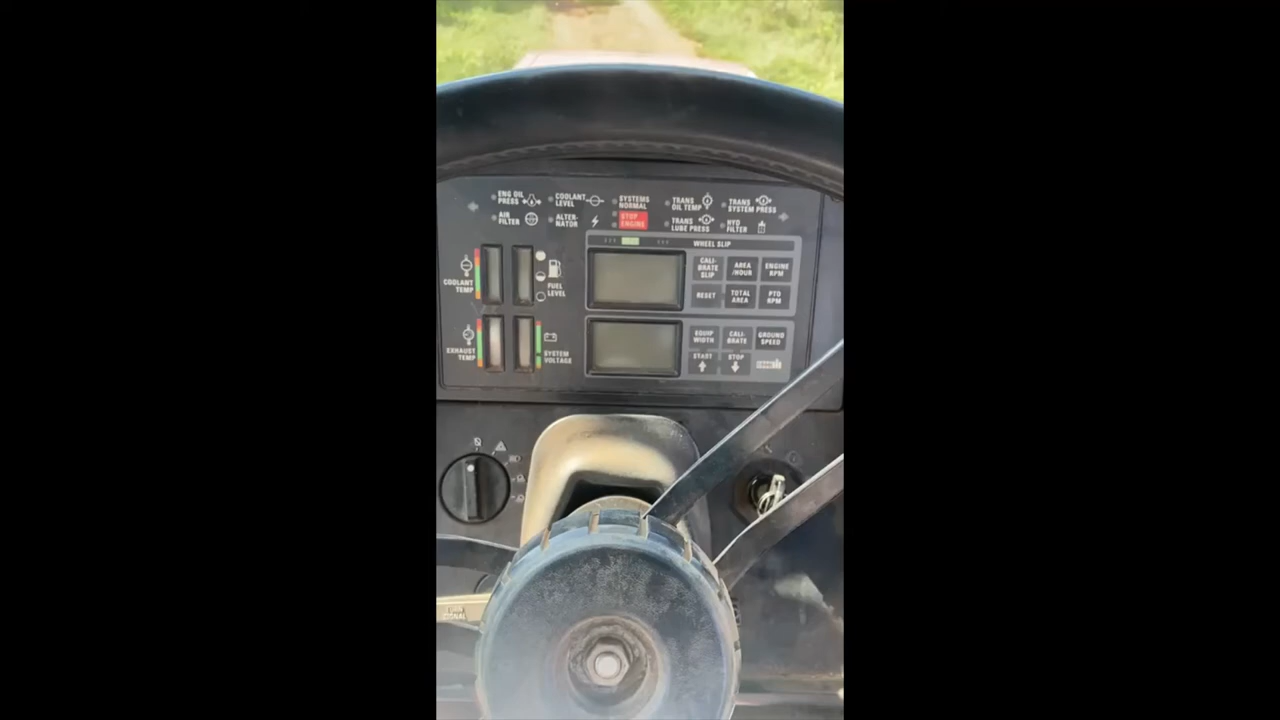 ENG OIL
PRESS
COOLANT
LEVEL
SYSTEMS
NORMAL
TRANS
OIL TEMP
TRANS
SYSTEM PRESS
AIR
FILTER
ALTER-
NATOR
STOP
ENGINE
TRANS
LUBE PRESS
HYD
FILTER
WHEEL SLIP
COOLANT
TEMP
FUEL
LEVEL
CALI-
BRATE
SLIP
AREA
/HOUR
ENGINE
RPM
RESET
TOTAL
AREA
PTO
RPM
EXHAUST
TEMP
SYSTEM
VOLTAGE
EQUIP
WIDTH
CALI-
BRATE
GROUND
SPEED
START
STOP
TURN
SIGNAL